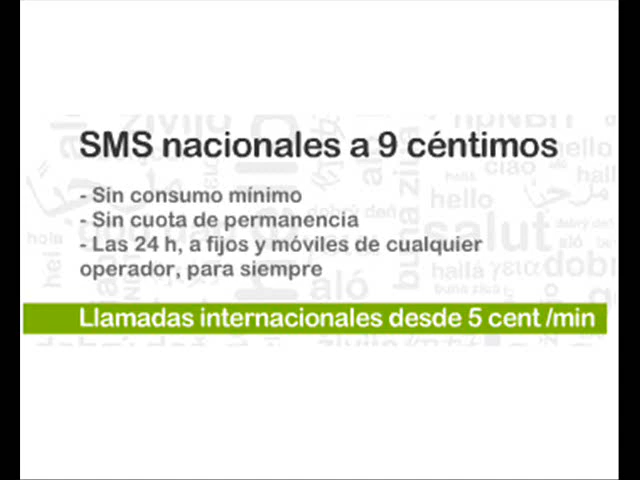 SMS nacionales a 9 céntimos
- Sin consumo mínimo
- Sin cuota de permanencia
- Las 24 h, a fijos y móviles de cualquier
operador, para siempre
Llamadas internacionales desde 5 cent /min